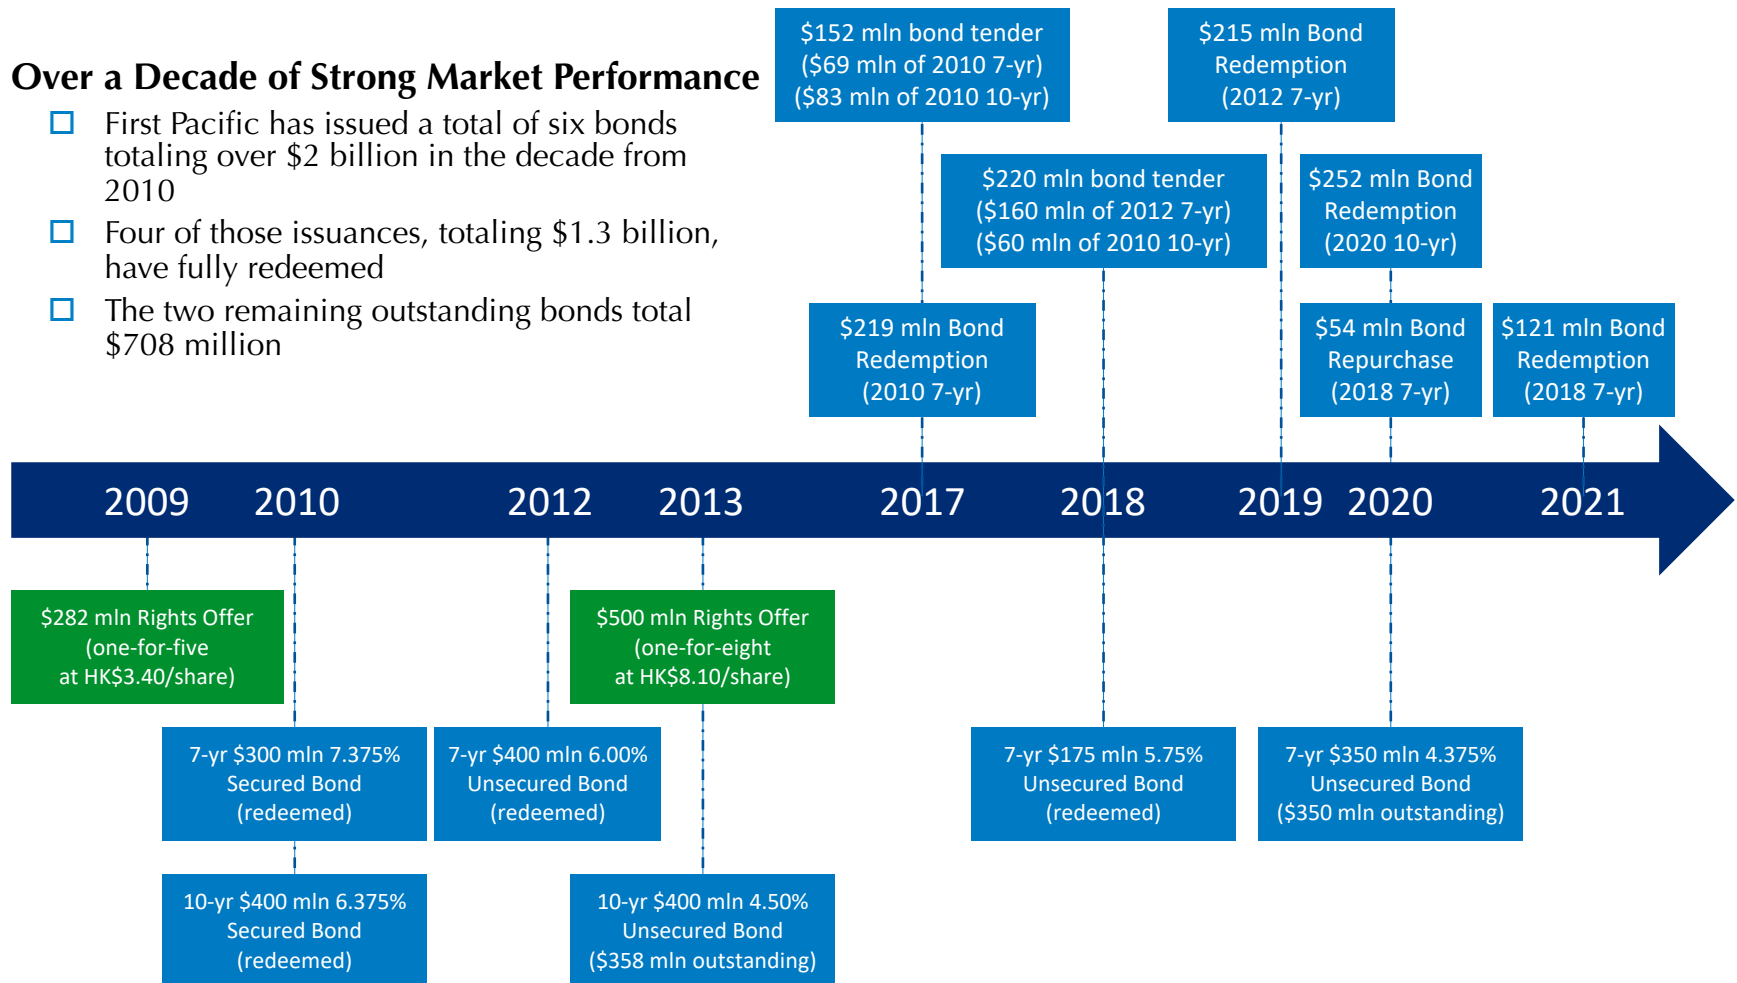 Over a Decade of Strong Market Performance
First Pacific has issued a total of six bonds
totaling over $2 billion in the decade from
2010
Four of those issuances, totaling $1.3 billion,
have fully redeemed
The two remaining outstanding bonds total
$708 million
$152 mln bond tender
($69 mln of 2010 7-yr)
($83 mln of 2010 10-yr)
$215 mln Bond
Redemption
(2012 7-yr)
$220 mln bond tender
($160 mln of 2012 7-yr)
($60 mln of 2010 10-yr)
$252 mln Bond
Redemption
(2020 10-yr)
$219 mln Bond
Redemption
(2010 7-yr)
$54 mln Bond
Repurchase
(2018 7-yr)
$121 mln Bond
Redemption
(2018 7-yr)
2009 2010 2012 2013 2017 2018 2019 2020 2021
$282 mln Rights Offer
(one-for-five
at HK$3.40/share)
$500 mln Rights Offer
(one-for-eight
at HK$8.10/share)
7-yr $300 mln 7.375%
Secured Bond
(redeemed)
7-yr $400 mln 6.00%
Unsecured Bond
(redeemed)
7-yr $175 mln 5.75%
Unsecured Bond
(redeemed)
7-yr $350 mln 4.375%
Unsecured Bond
($350 mln outstanding)
10-yr $400 mln 6.375%
Secured Bond
(redeemed)
10-yr $400 mln 4.50%
Unsecured Bond
($358 mln outstanding)